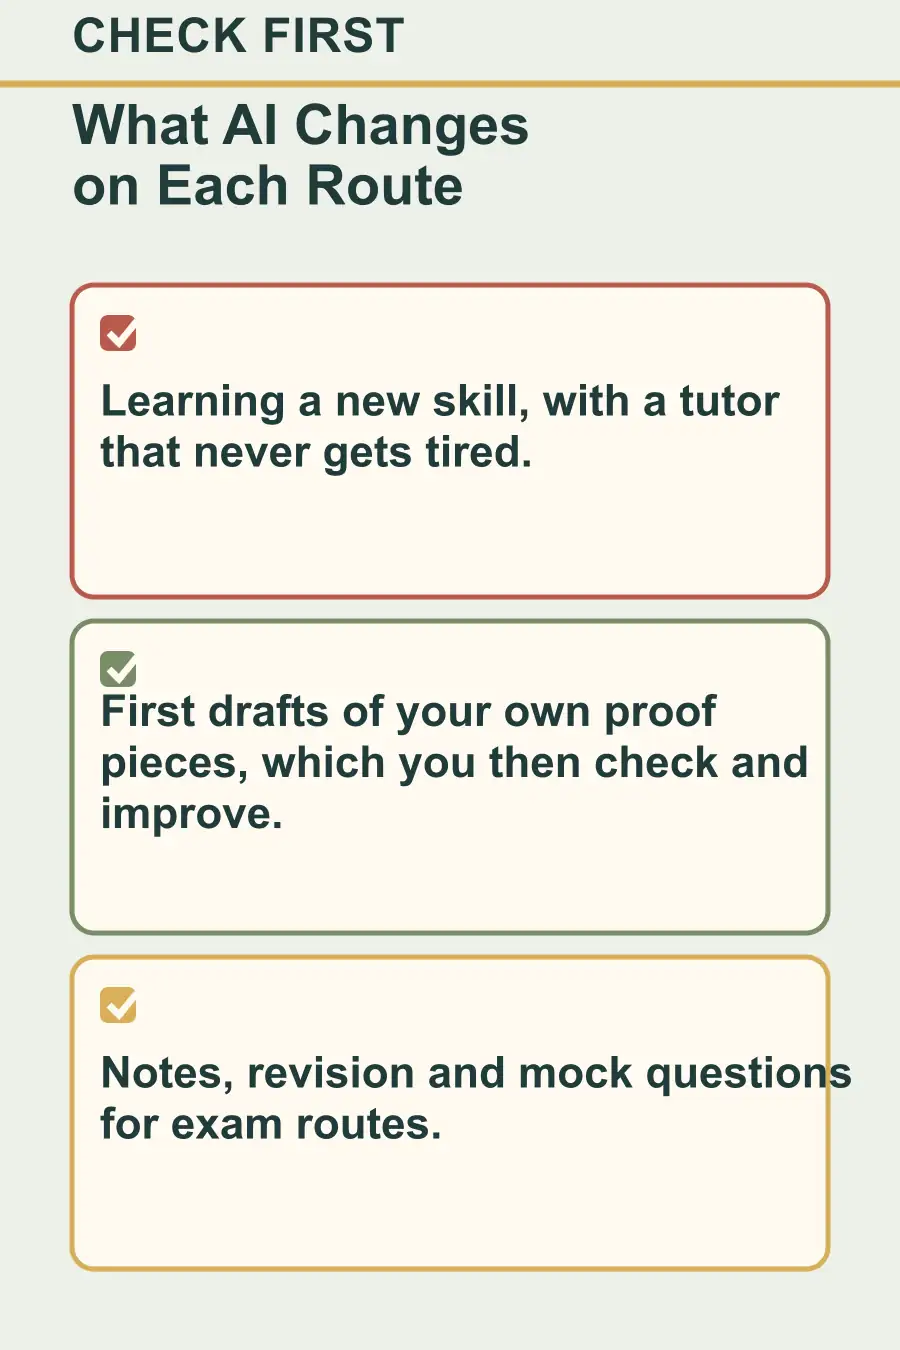 CHECK FIRST
What AI Changes
on Each Route
Learning a new skill, with a tutor
that never gets tired.
First drafts of your own proof
pieces, which you then check and
improve.
Notes, revision and mock questions
for exam routes.